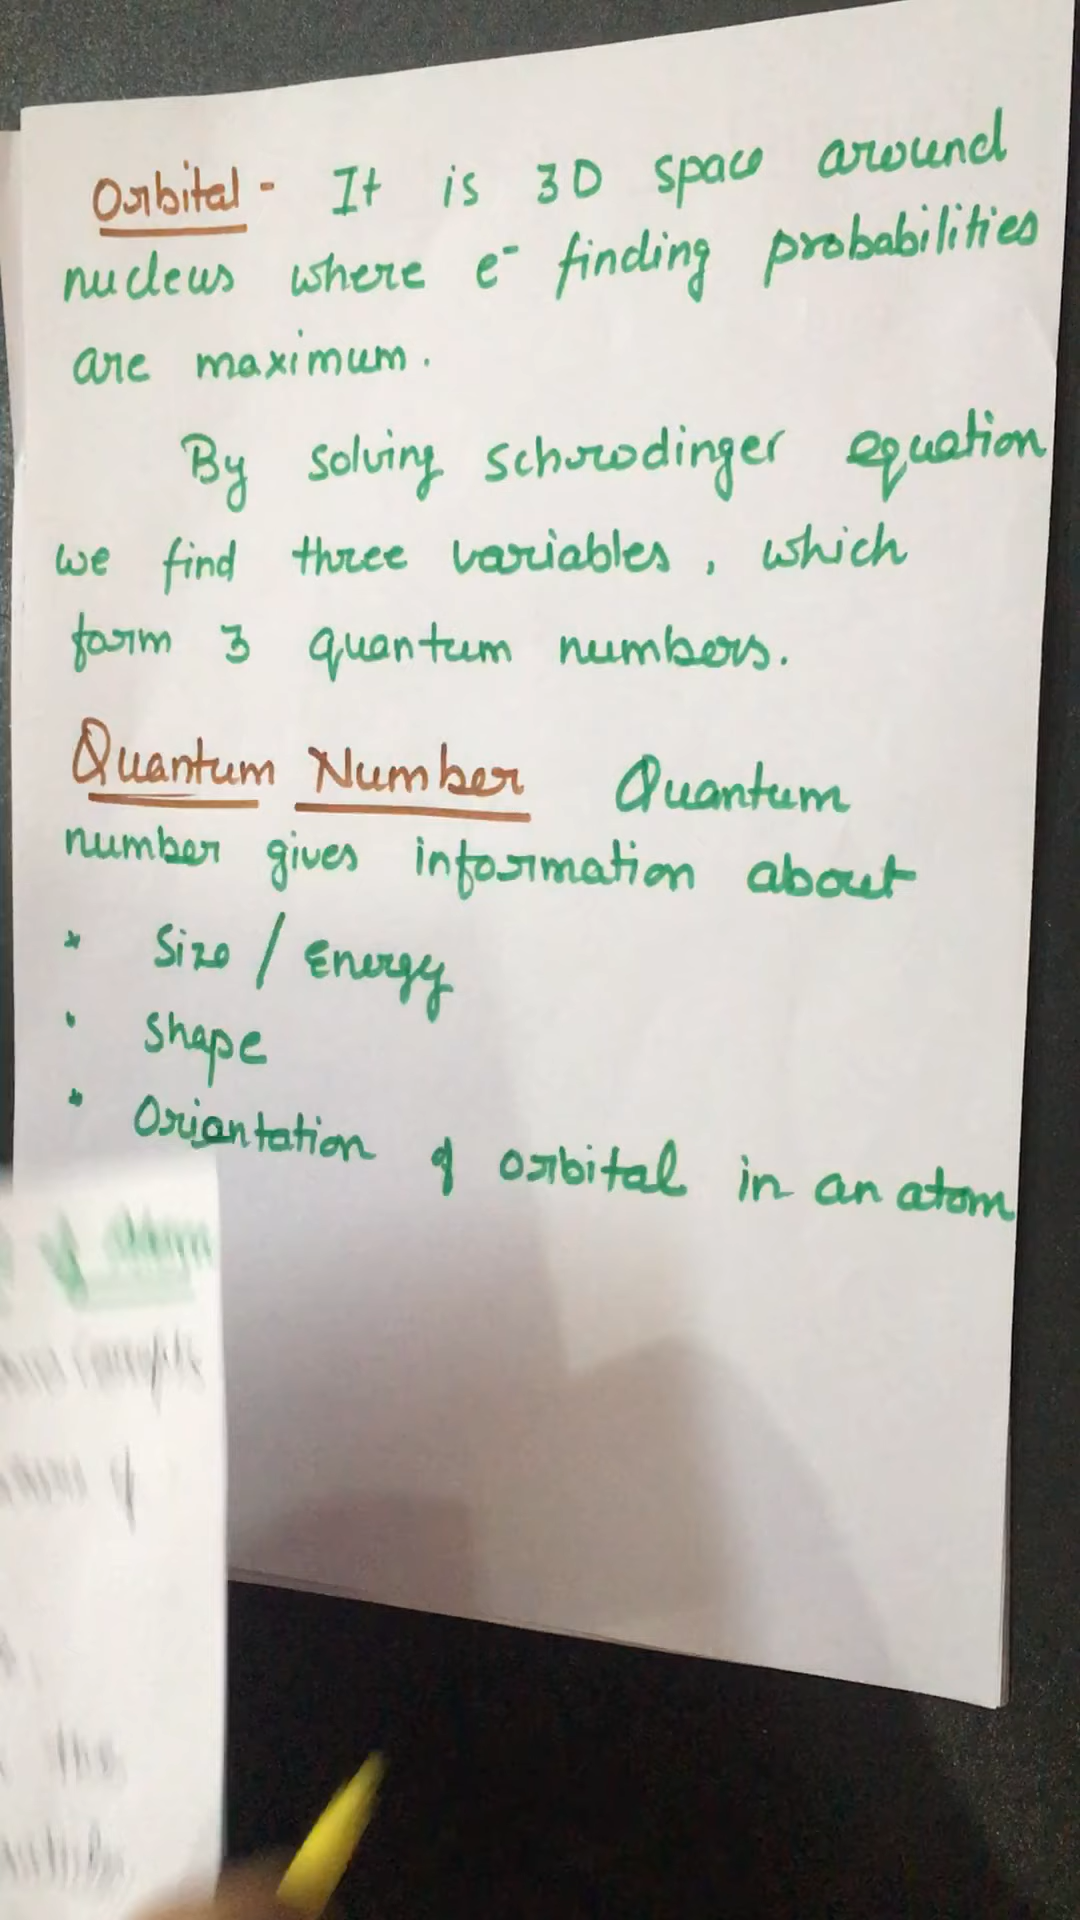 Orbital - It is 3D space around
nucleus where e⁻ finding probabilities
are maximum.
By solving schrodinger equation
we find three variables, which
form 3 quantum numbers.
Quantum Number Quantum
number gives information about
* Size / Energy
* Shape
* Oriantation of orbital in an atom
the